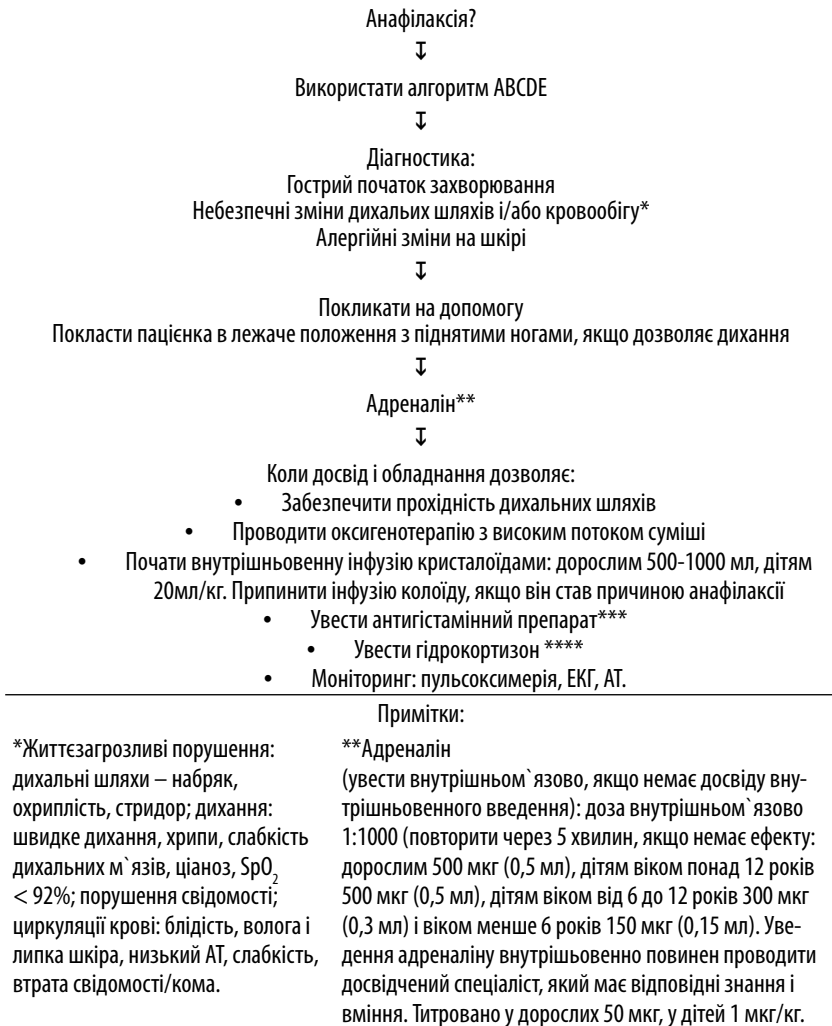 Анафілаксія?
↧
Використати алгоритм ABCDE
↧
Діагностика:
Гострий початок захворювання
Небезпечні зміни дихальих шляхів і/або кровообігу*
Алергійні зміни на шкірі
↧
Покликати на допомогу
Покласти пацієнка в лежаче положення з піднятими ногами, якщо дозволяє дихання
↧
Адреналін**
↧
Коли досвід і обладнання дозволяє:
• Забезпечити прохідність дихальних шляхів
• Проводити оксигенотерапію з високим потоком суміші
• Почати внутрішньовенну інфузію кристалоїдами: дорослим 500-1000 мл, дітям
20мл/кг. Припинити інфузію колоїду, якщо він став причиною анафілаксії
• Увести антигістамінний препарат***
• Увести гідрокортизон ****
• Моніторинг: пульсоксимерія, ЕКГ, АТ.
Примітки:
*Життєзагрозливі порушення:
дихальні шляхи – набряк,
охриплість, стридор; дихання:
швидке дихання, хрипи, слабкість
дихальних м`язів, ціаноз, SpO2
< 92%; порушення свідомості;
циркуляції крові: блідість, волога і
липка шкіра, низький АТ, слабкість,
втрата свідомості/кома.
**Адреналін
(увести внутрішньом`язово, якщо немає досвіду вну-
трішньовенного введення): доза внутрішньом`язово
1:1000 (повторити через 5 хвилин, якщо немає ефекту:
дорослим 500 мкг (0,5 мл), дітям віком понад 12 років
500 мкг (0,5 мл), дітям віком від 6 до 12 років 300 мкг
(0,3 мл) і віком менше 6 років 150 мкг (0,15 мл). Уве-
дення адреналіну внутрішьовенно повинен проводити
досвідчений спеціаліст, який має відповідні знання і
вміння. Титровано у дорослих 50 мкг, у дітей 1 мкг/кг.